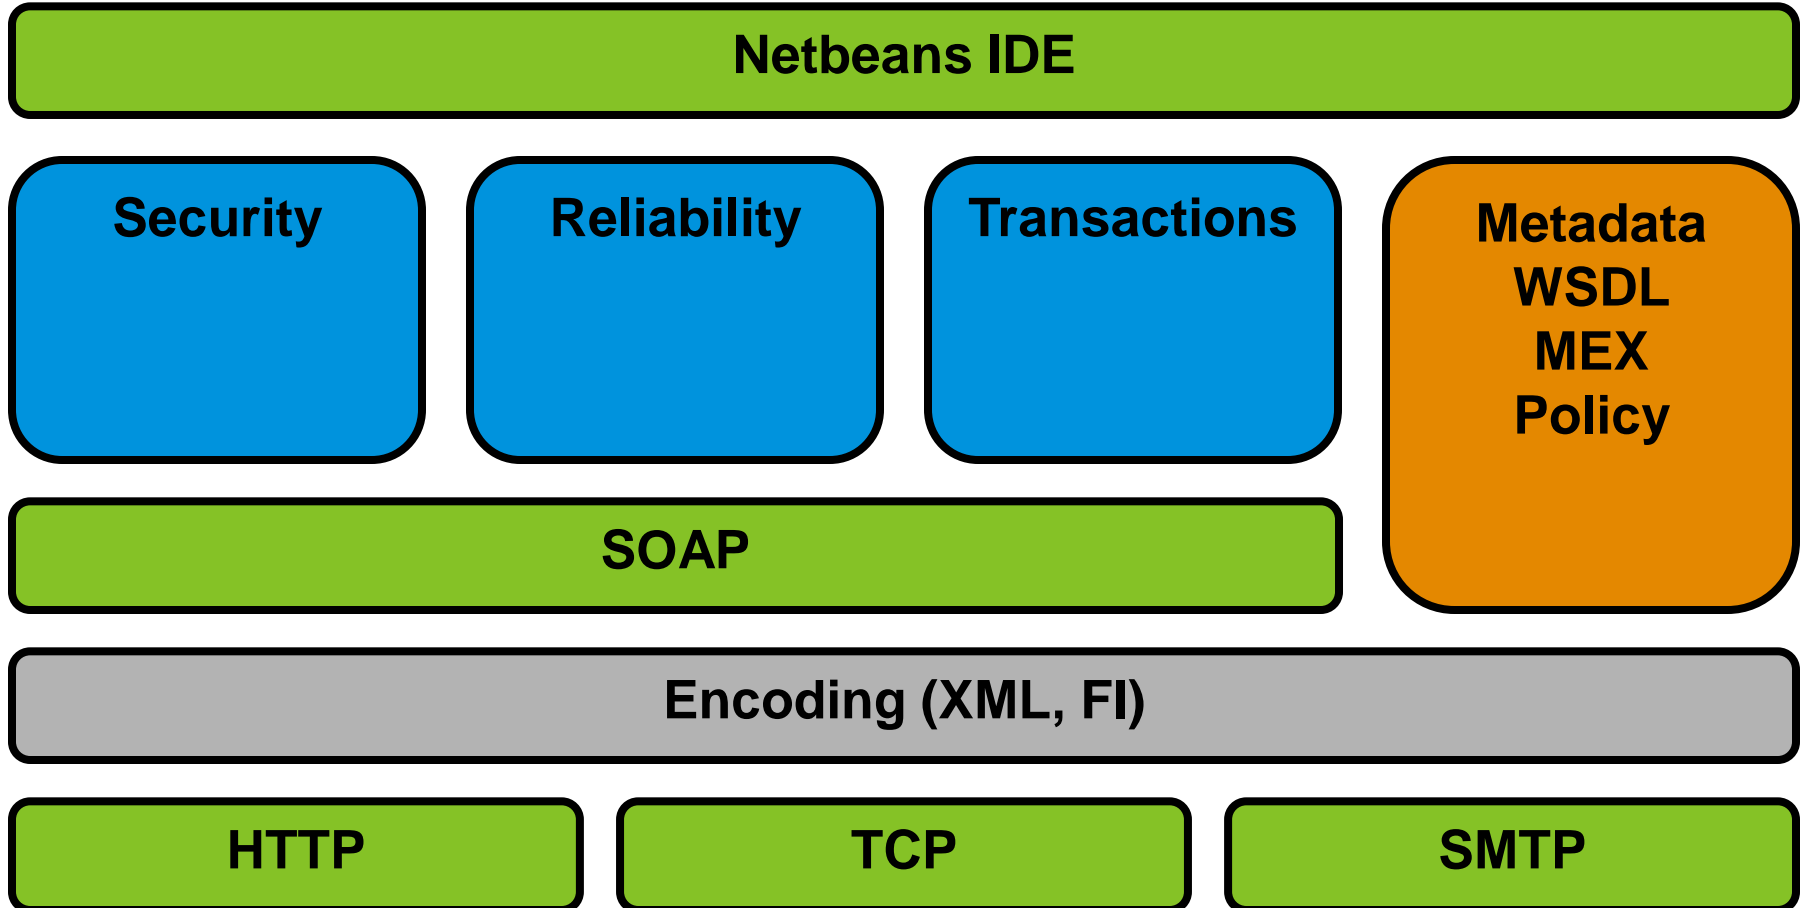 Netbeans IDE
Security
Reliability
Transactions
Metadata
WSDL
MEX
Policy
SOAP
Encoding (XML, FI)
HTTP
TCP
SMTP